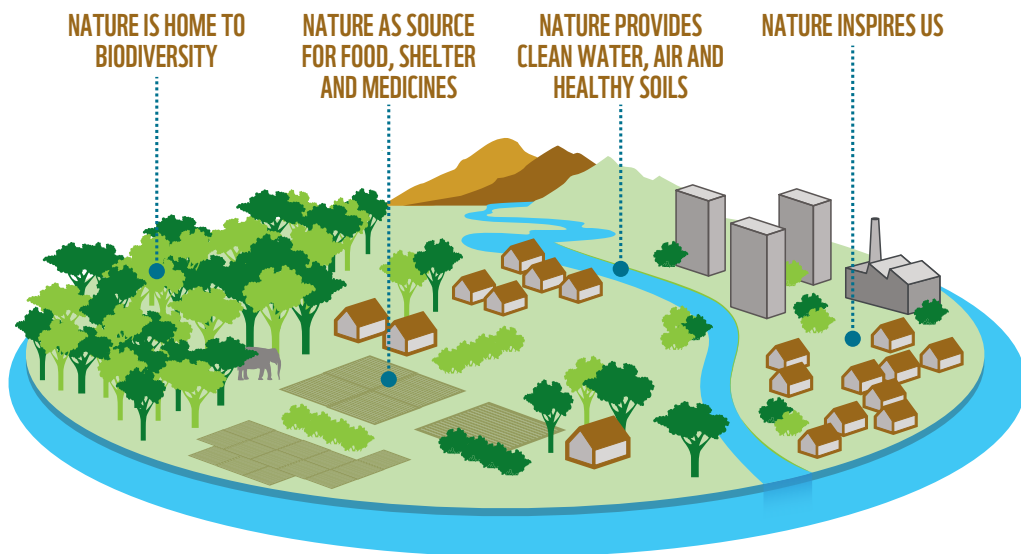 NATURE IS HOME TO
BIODIVERSITY
NATURE AS SOURCE
FOR FOOD, SHELTER
AND MEDICINES
NATURE PROVIDES
CLEAN WATER, AIR AND
HEALTHY SOILS
NATURE INSPIRES US